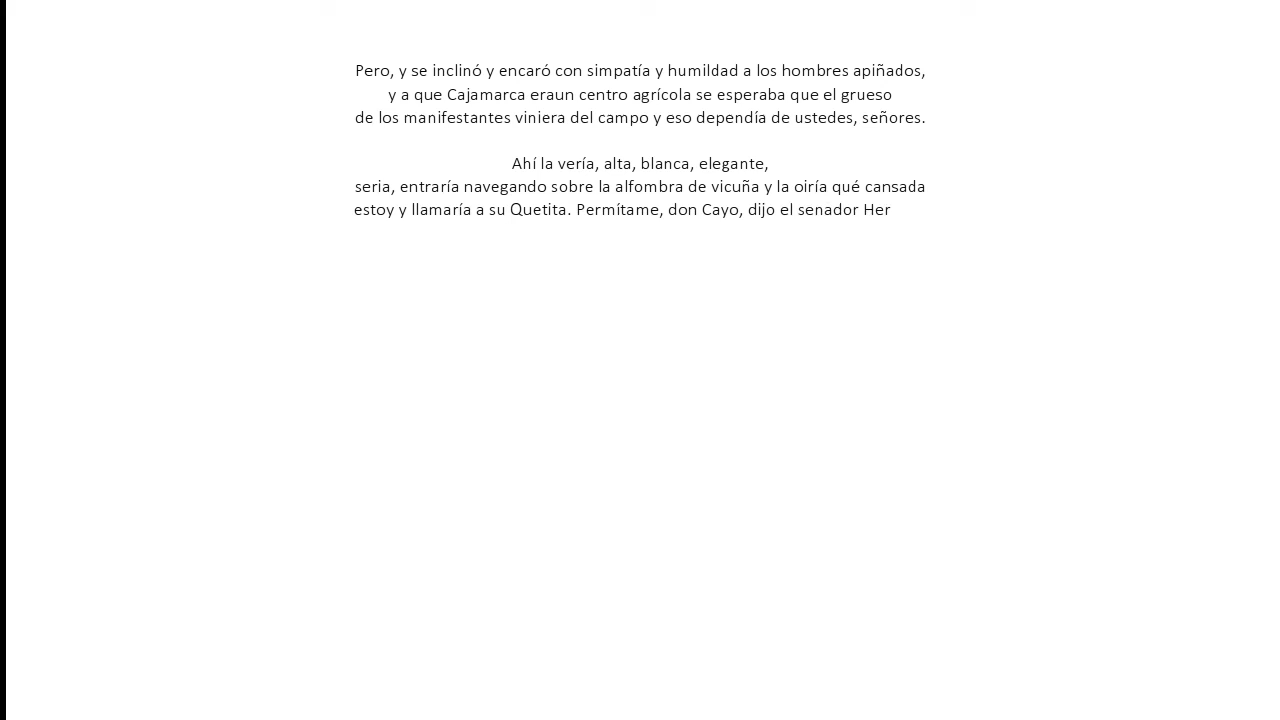 Pero, y se inclinó y encaró con simpatía y humildad a los hombres apiñados,
y a que Cajamarca eraun centro agrícola se esperaba que el grueso
de los manifestantes viniera del campo y eso dependía de ustedes, señores.
Ahí la vería, alta, blanca, elegante,
seria, entraría navegando sobre la alfombra de vicuña y la oiría qué cansada
estoy y llamaría a su Quetita. Permítame, don Cayo, dijo el senador Her